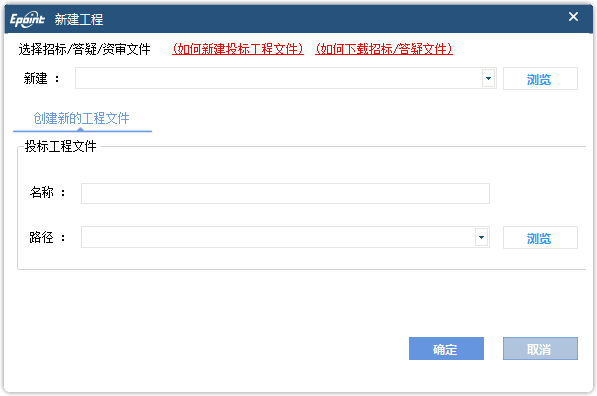 Epoint 新建工程
选择招标/答疑/资审文件 (如何新建投标工程文件) (如何下载招标/答疑文件)
新建 : 浏览
创建新的工程文件
投标工程文件
名称 :
路径 : 浏览
确定 取消